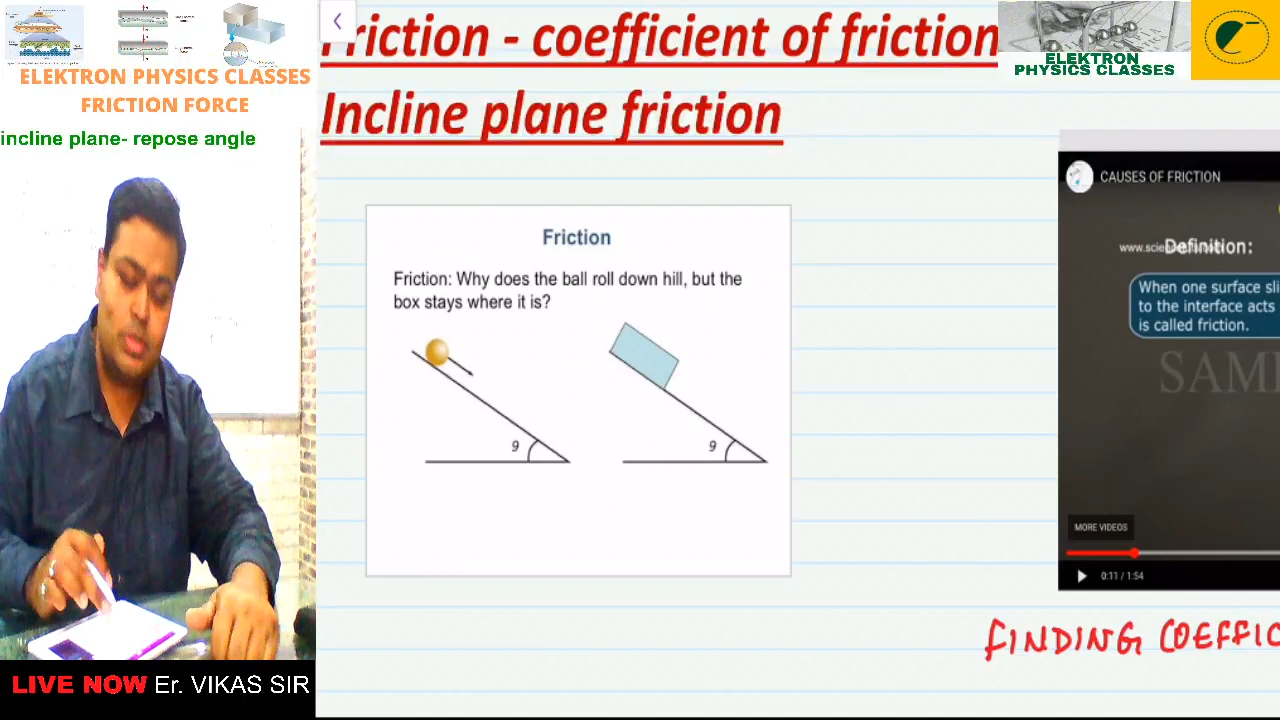 ELEKTRON PHYSICS CLASSES
FRICTION FORCE
incline plane- repose angle
LIVE NOW Er. VIKAS SIR
Friction - coefficient of friction
Incline plane friction
ELEKTRON
PHYSICS CLASSES
Friction
Friction: Why does the ball roll down hill, but the
box stays where it is?
9
9
CAUSES OF FRICTION
Definition:
When one surface sli
to the interface acts
is called friction.
SAM
MORE VIDEOS
0:11 / 1:54
FINDING COEFFIC